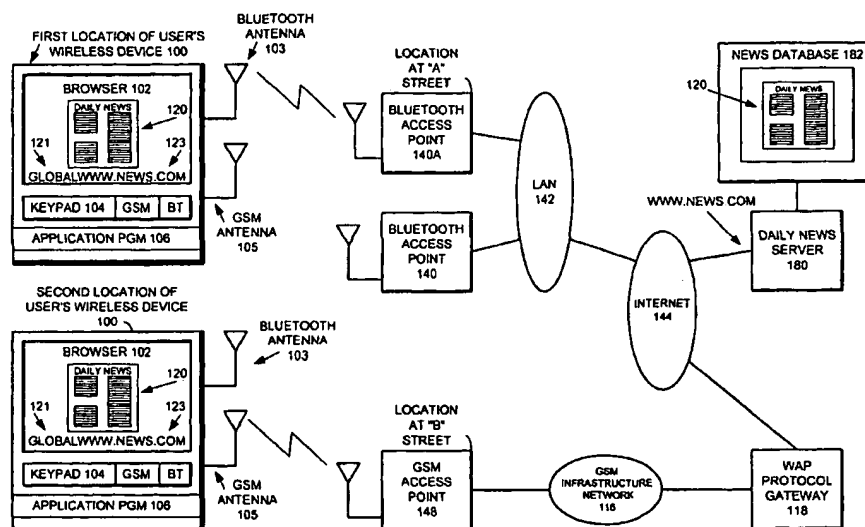 FIRST LOCATION OF USER'S
WIRELESS DEVICE 100
BROWSER 102
DAILY NEWS
120
121
123
GLOBALWWW.NEWS.COM
KEYPAD 104
GSM
BT
APPLICATION PGM 106
BLUETOOTH
ANTENNA
103
GSM
ANTENNA
105
LOCATION
AT "A"
STREET
BLUETOOTH
ACCESS
POINT
140A
BLUETOOTH
ACCESS
POINT
140
LAN
142
NEWS DATABASE 182
120
DAILY NEWS
WWW.NEWS.COM
DAILY NEWS
SERVER
180
INTERNET
144
SECOND LOCATION OF
USER'S WIRELESS DEVICE
100
BROWSER 102
DAILY NEWS
120
121
123
GLOBALWWW.NEWS.COM
KEYPAD 104
GSM
BT
APPLICATION PGM 106
BLUETOOTH
ANTENNA
103
GSM
ANTENNA
105
LOCATION
AT "B"
STREET
GSM
ACCESS
POINT
148
GSM
INFRASTRUCTURE
NETWORK
116
WAP
PROTOCOL
GATEWAY
118